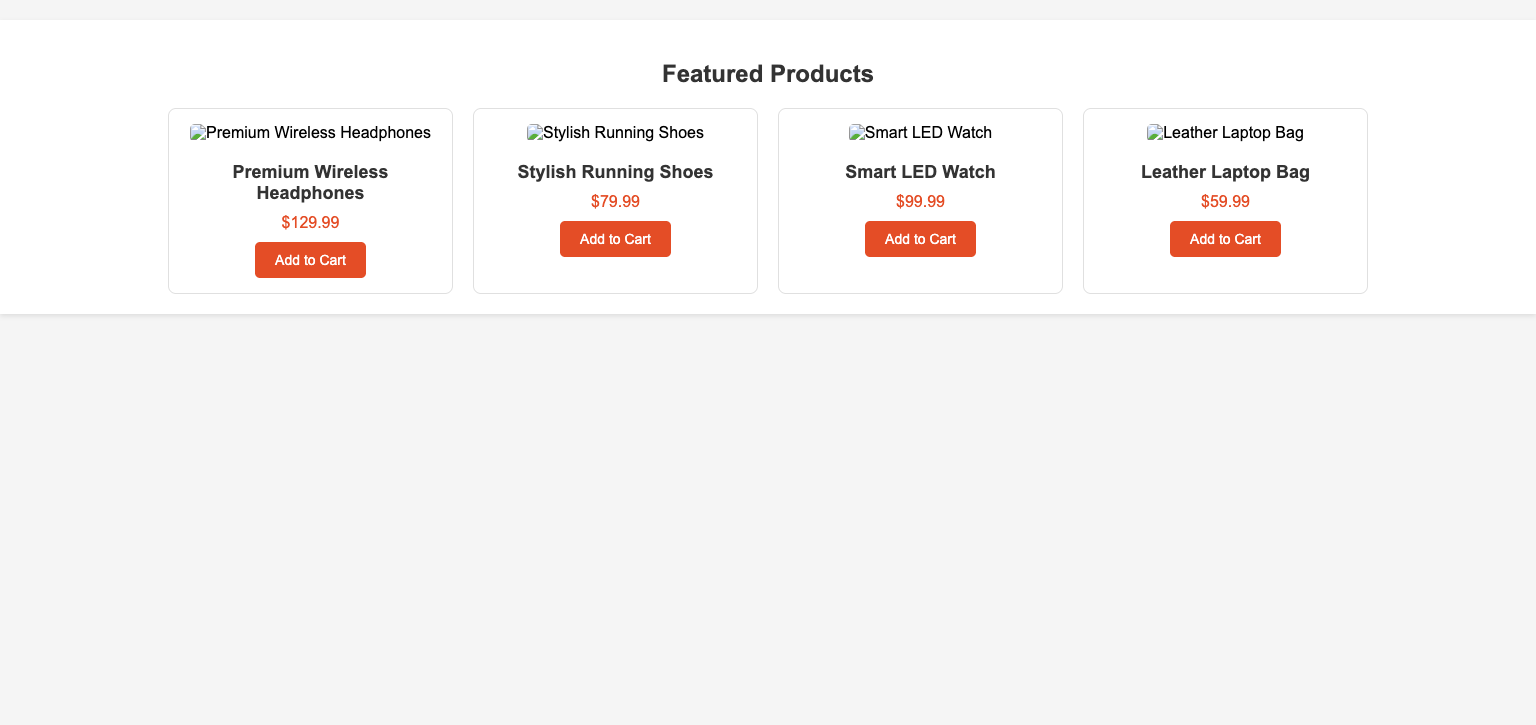 Featured Products
Premium Wireless Headphones
Premium Wireless
Headphones
$129.99
Add to Cart
Stylish Running Shoes
Stylish Running Shoes
$79.99
Add to Cart
Smart LED Watch
Smart LED Watch
$99.99
Add to Cart
Leather Laptop Bag
Leather Laptop Bag
$59.99
Add to Cart